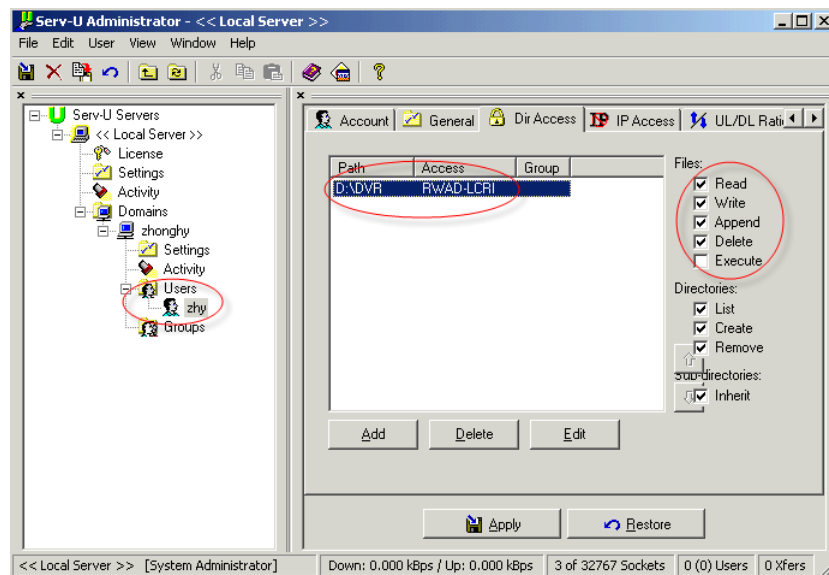 Serv-U Administrator - << Local Server >>
File Edit User View Window Help
Serv-U Servers
<< Local Server >>
License
Settings
Activity
Domains
zhonghy
Settings
Activity
Users
zhy
Groups
Account General Dir Access IP Access UL/DL Rati
Path Access Group
D:\DVR RWAD-LCRI
Files:
Read
Write
Append
Delete
Execute
Directories:
List
Create
Remove
Sub-directories:
Inherit
Add Delete Edit
Apply Restore
<< Local Server >> [System Administrator] Down: 0.000 kBps / Up: 0.000 kBps 3 of 32767 Sockets 0 (0) Users 0 Xfers